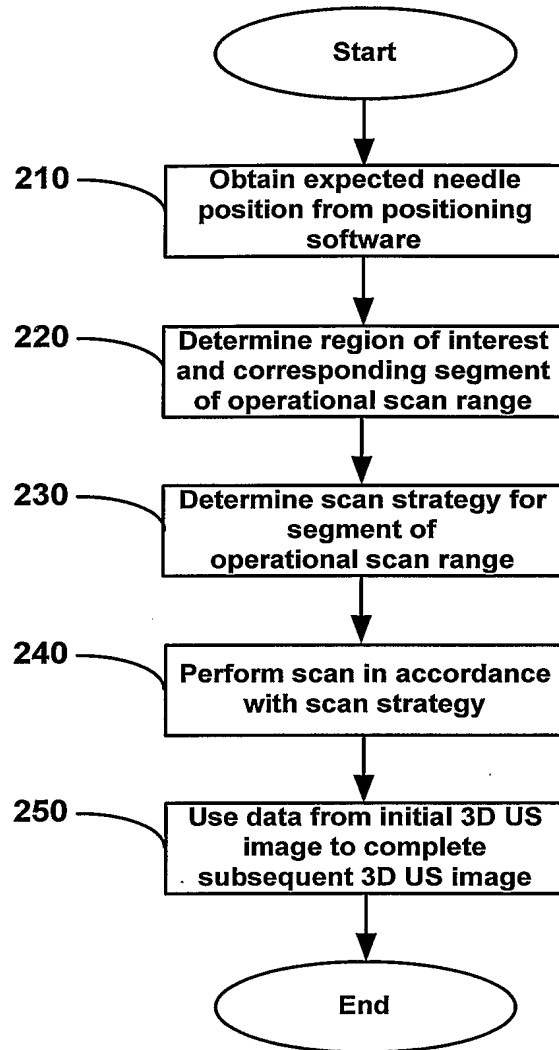 Start
210
Obtain expected needle
position from positioning
software
220
Determine region of interest
and corresponding segment
of operational scan range
230
Determine scan strategy for
segment of
operational scan range
240
Perform scan in accordance
with scan strategy
250
Use data from initial 3D US
image to complete
subsequent 3D US image
End